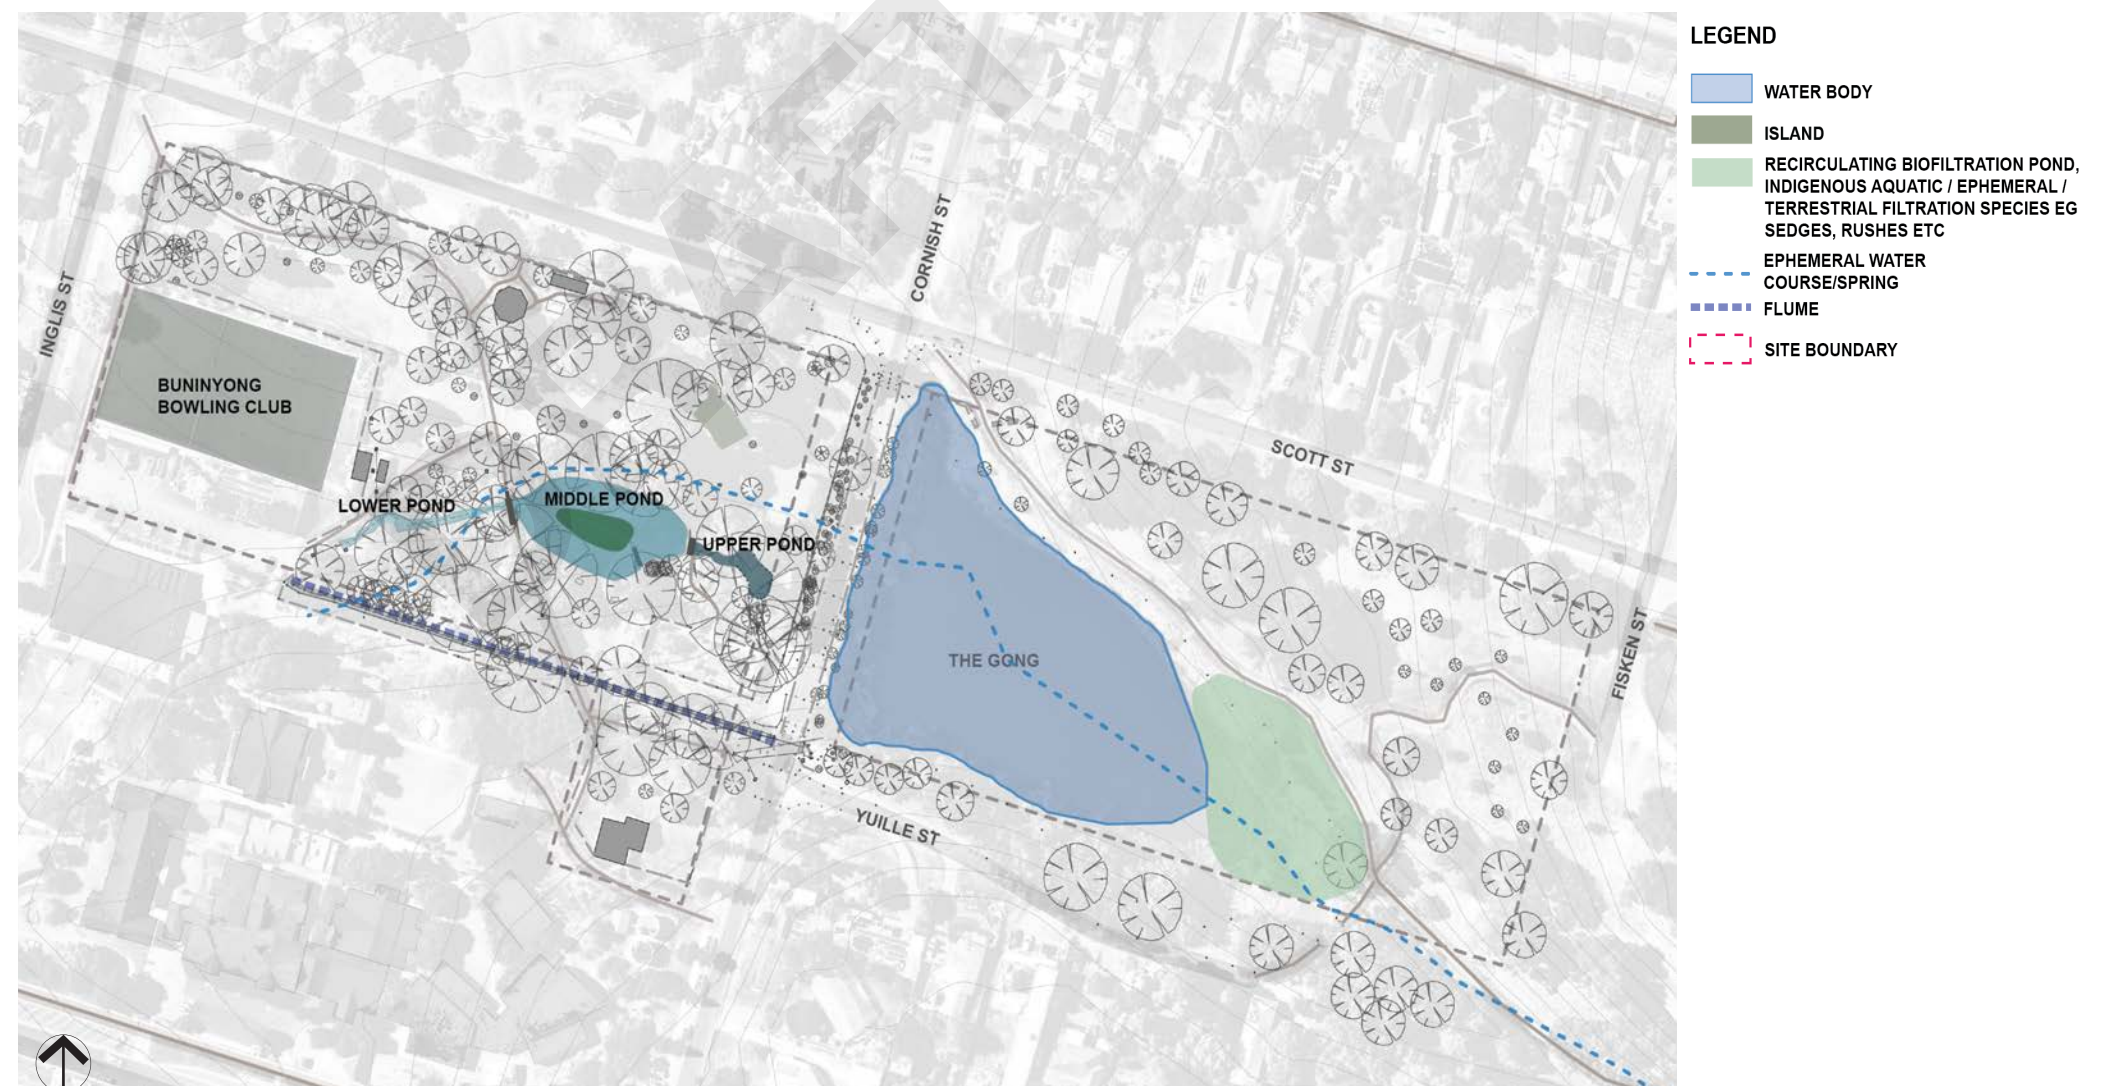 LEGEND
WATER BODY
ISLAND
RECIRCULATING BIOFILTRATION POND,
INDIGENOUS AQUATIC / EPHEMERAL /
TERRESTRIAL FILTRATION SPECIES EG
SEDGES, RUSHES ETC
EPHEMERAL WATER
COURSE/SPRING
FLUME
SITE BOUNDARY
CORNISH ST
INGLIS ST
BUNINYONG
BOWLING CLUB
SCOTT ST
LOWER POND
MIDDLE POND
UPPER POND
THE GONG
FISKEN ST
YUILLE ST